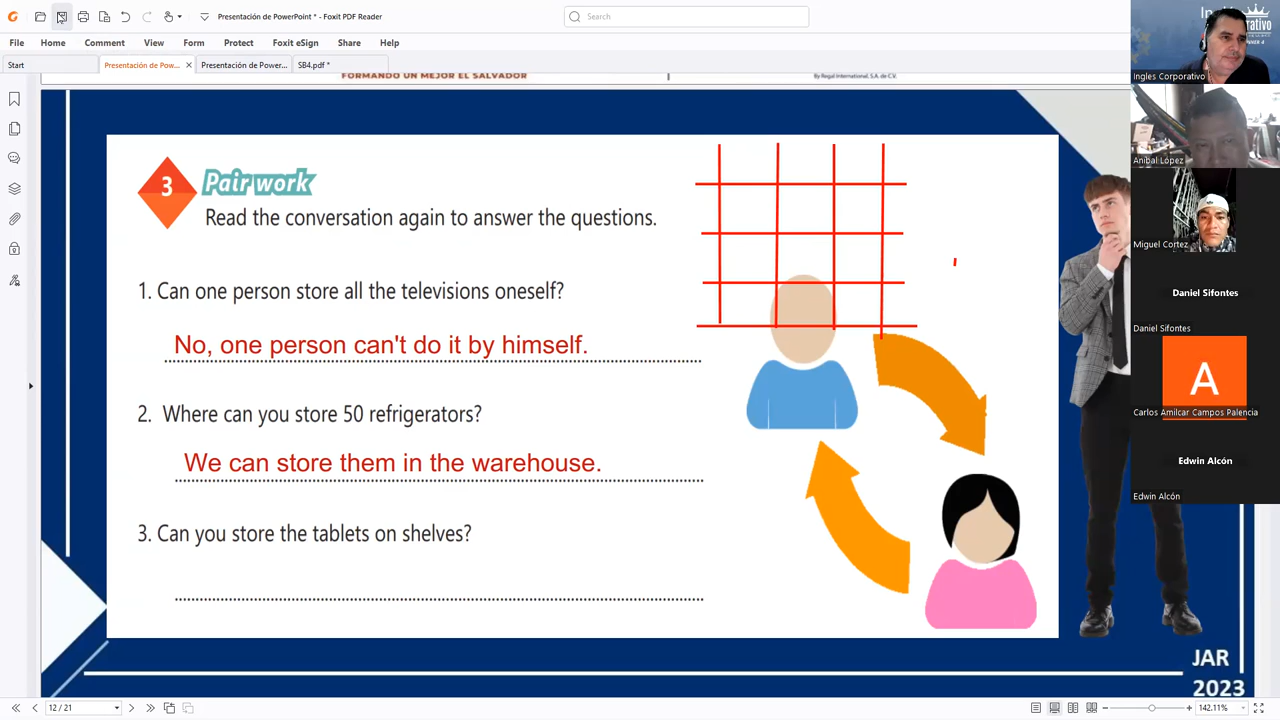 Presentación de PowerPoint * - Foxit PDF Reader
Search
File Home Comment View Form Protect Foxit eSign Share Help
Start Presentación de Pow... Presentación de Power... SB4.pdf *
FORMANDO UN MEJOR EL SALVADOR
By Regal International, S.A. de C.V.
3 Pair work
Read the conversation again to answer the questions.
1. Can one person store all the televisions oneself?
No, one person can't do it by himself.
2. Where can you store 50 refrigerators?
We can store them in the warehouse.
3. Can you store the tablets on shelves?
Ingles Corporativo
Anibal López
Miguel Cortez
Daniel Sifontes
Daniel Sifontes
A
Carlos Amilcar Campos Palencia
Edwin Alcón
Edwin Alcón
JAR
2023
12 / 21
142.11%